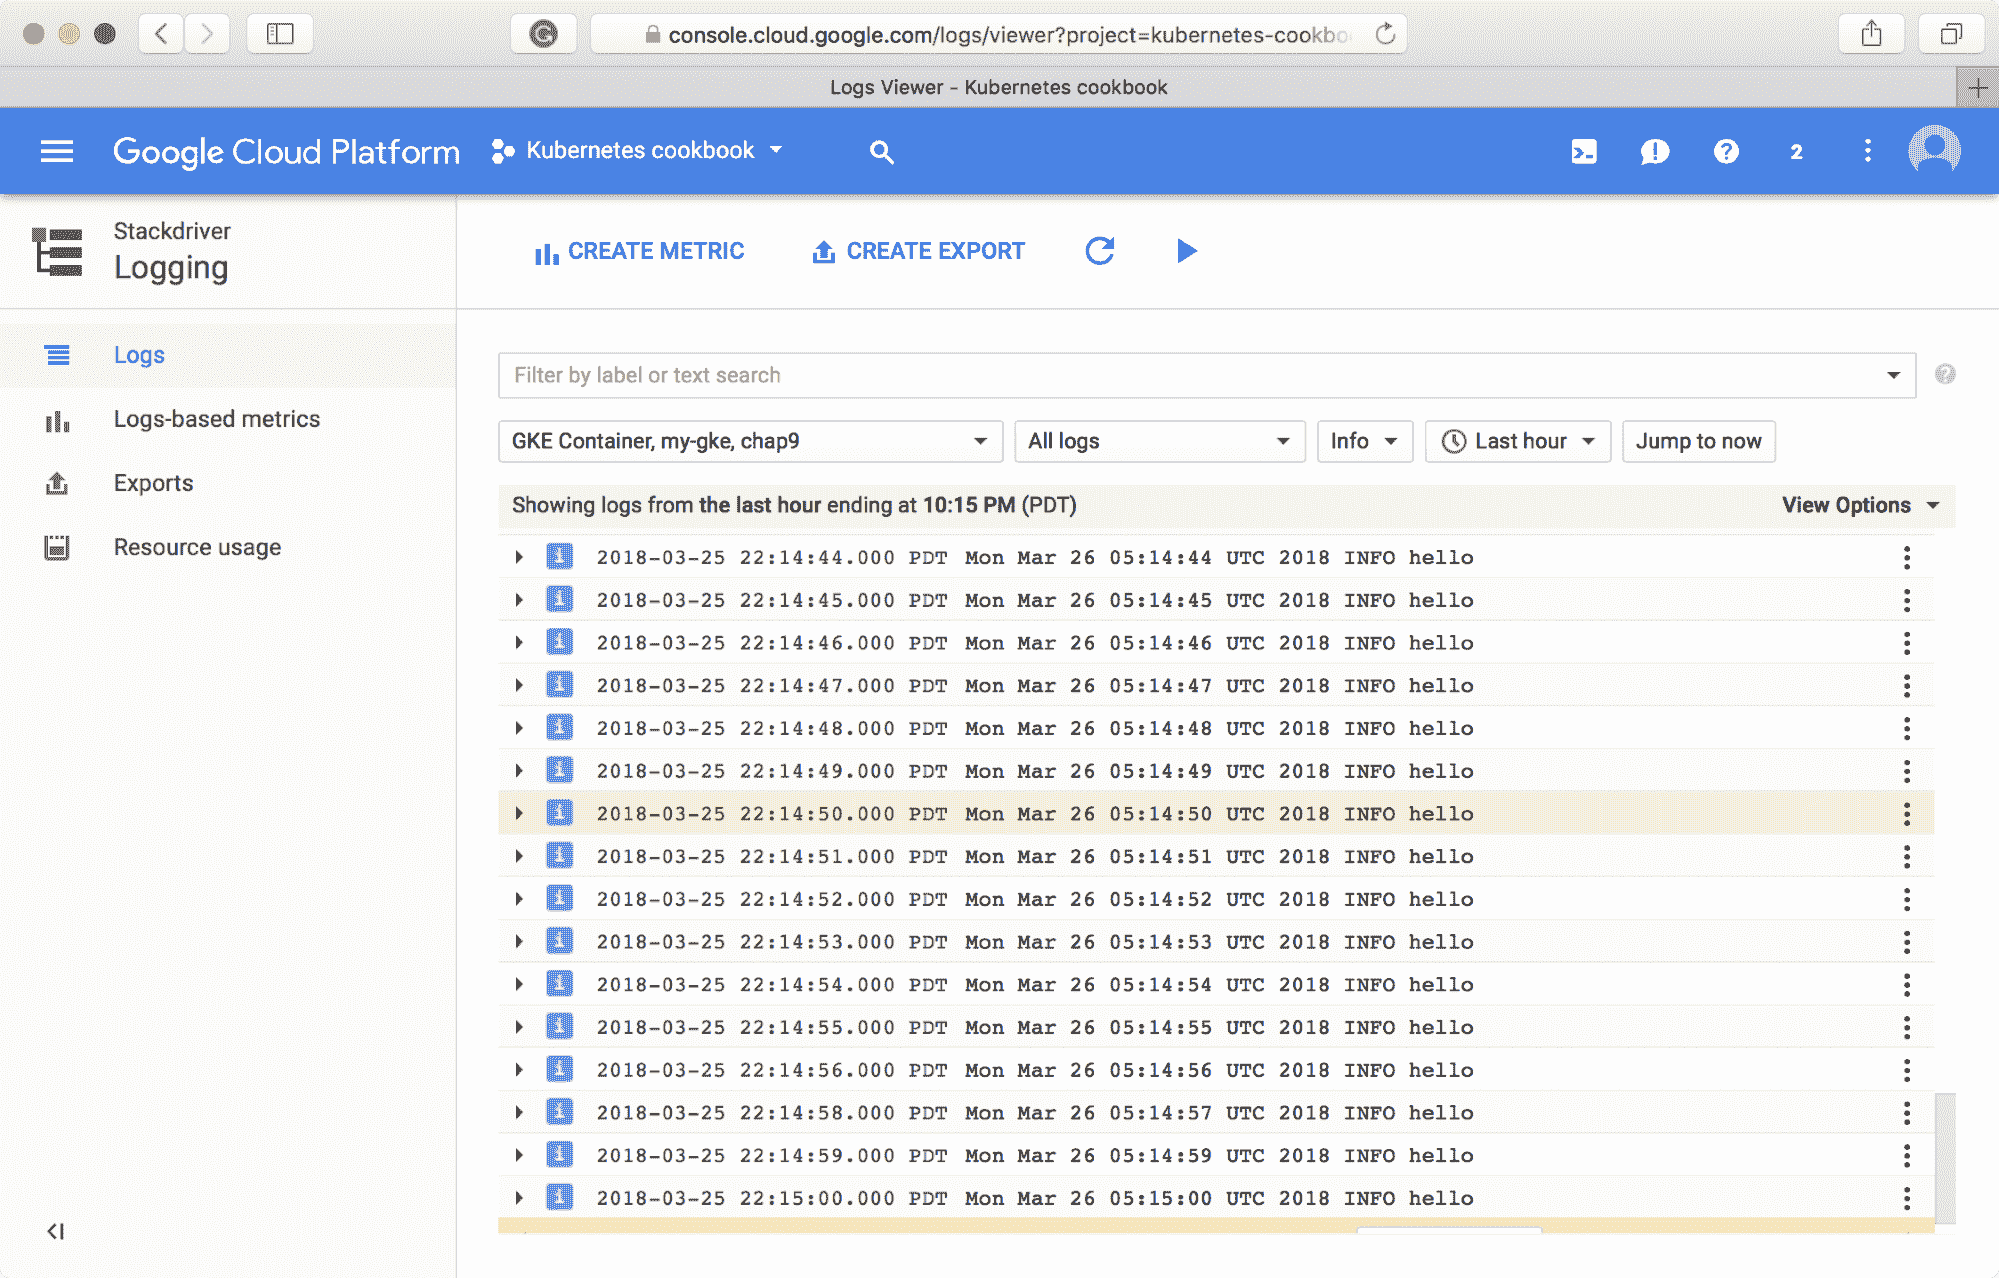 console.cloud.google.com/logs/viewer?project=kubernetes-cookbo
Logs Viewer – Kubernetes cookbook
Google Cloud Platform Kubernetes cookbook 2
Stackdriver
Logging
CREATE METRIC CREATE EXPORT
Logs
Logs-based metrics
Exports
Resource usage
Filter by label or text search
GKE Container, my-gke, chap9 All logs Info Last hour Jump to now
Showing logs from the last hour ending at 10:15 PM (PDT) View Options
2018-03-25 22:14:44.000 PDT Mon Mar 26 05:14:44 UTC 2018 INFO hello
2018-03-25 22:14:45.000 PDT Mon Mar 26 05:14:45 UTC 2018 INFO hello
2018-03-25 22:14:46.000 PDT Mon Mar 26 05:14:46 UTC 2018 INFO hello
2018-03-25 22:14:47.000 PDT Mon Mar 26 05:14:47 UTC 2018 INFO hello
2018-03-25 22:14:48.000 PDT Mon Mar 26 05:14:48 UTC 2018 INFO hello
2018-03-25 22:14:49.000 PDT Mon Mar 26 05:14:49 UTC 2018 INFO hello
2018-03-25 22:14:50.000 PDT Mon Mar 26 05:14:50 UTC 2018 INFO hello
2018-03-25 22:14:51.000 PDT Mon Mar 26 05:14:51 UTC 2018 INFO hello
2018-03-25 22:14:52.000 PDT Mon Mar 26 05:14:52 UTC 2018 INFO hello
2018-03-25 22:14:53.000 PDT Mon Mar 26 05:14:53 UTC 2018 INFO hello
2018-03-25 22:14:54.000 PDT Mon Mar 26 05:14:54 UTC 2018 INFO hello
2018-03-25 22:14:55.000 PDT Mon Mar 26 05:14:55 UTC 2018 INFO hello
2018-03-25 22:14:56.000 PDT Mon Mar 26 05:14:56 UTC 2018 INFO hello
2018-03-25 22:14:58.000 PDT Mon Mar 26 05:14:57 UTC 2018 INFO hello
2018-03-25 22:14:59.000 PDT Mon Mar 26 05:14:59 UTC 2018 INFO hello
2018-03-25 22:15:00.000 PDT Mon Mar 26 05:15:00 UTC 2018 INFO hello